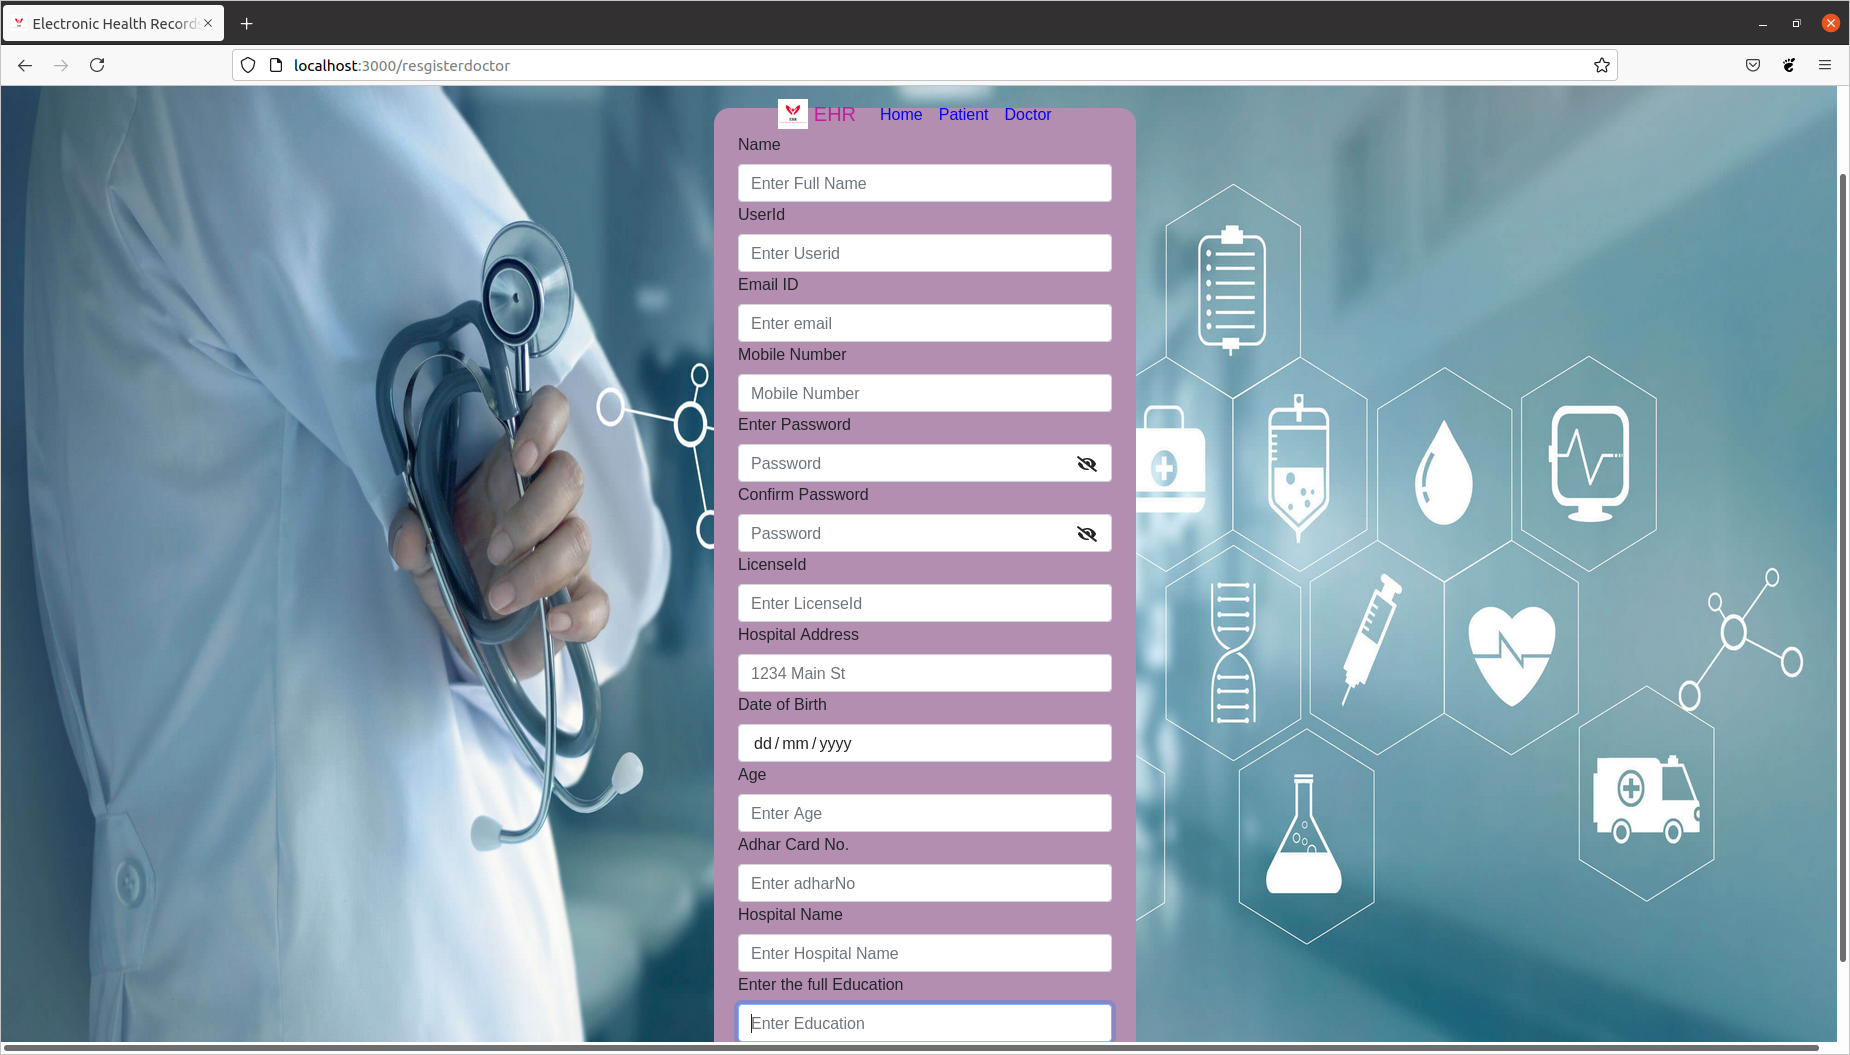 Electronic Health Records
localhost:3000/resgisterdoctor
EHR Home Patient Doctor
Name
Enter Full Name
UserId
Enter Userid
Email ID
Enter email
Mobile Number
Mobile Number
Enter Password
Password
Confirm Password
Password
LicenseId
Enter LicenseId
Hospital Address
1234 Main St
Date of Birth
dd/mm/yyyy
Age
Enter Age
Adhar Card No.
Enter adharNo
Hospital Name
Enter Hospital Name
Enter the full Education
Enter Education